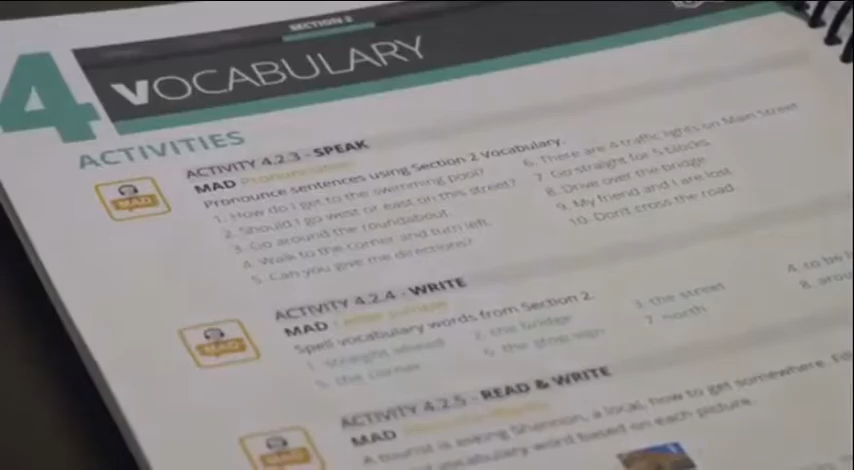 SECTION 2
4 VOCABULARY
ACTIVITIES
ACTIVITY 4.2.3 - SPEAK
MAD Pronunciation
Pronounce sentences using Section 2 Vocabulary.
1. How do I get to the swimming pool?
2. Should I go west or east on this street?
3. Go around the roundabout.
4. Walk to the corner and turn left.
5. Can you give me directions?
6. There are 4 traffic lights on Main Street
7. Go straight for 5 blocks.
8. Drive over the bridge.
9. My friend and I are lost.
10. Don't cross the road.
MAD
ACTIVITY 4.2.4 - WRITE
MAD
Spell vocabulary words from Section 2.
1. straight ahead
2. the bridge
3. the street
4. to be
5. the corner
6. the stop sign
7. north
8.
MAD
ACTIVITY 4.2.5 - READ & WRITE
MAD
A tourist is asking Shannon, a local, how to get somewhere.
vocabulary word based on each picture.
MAD